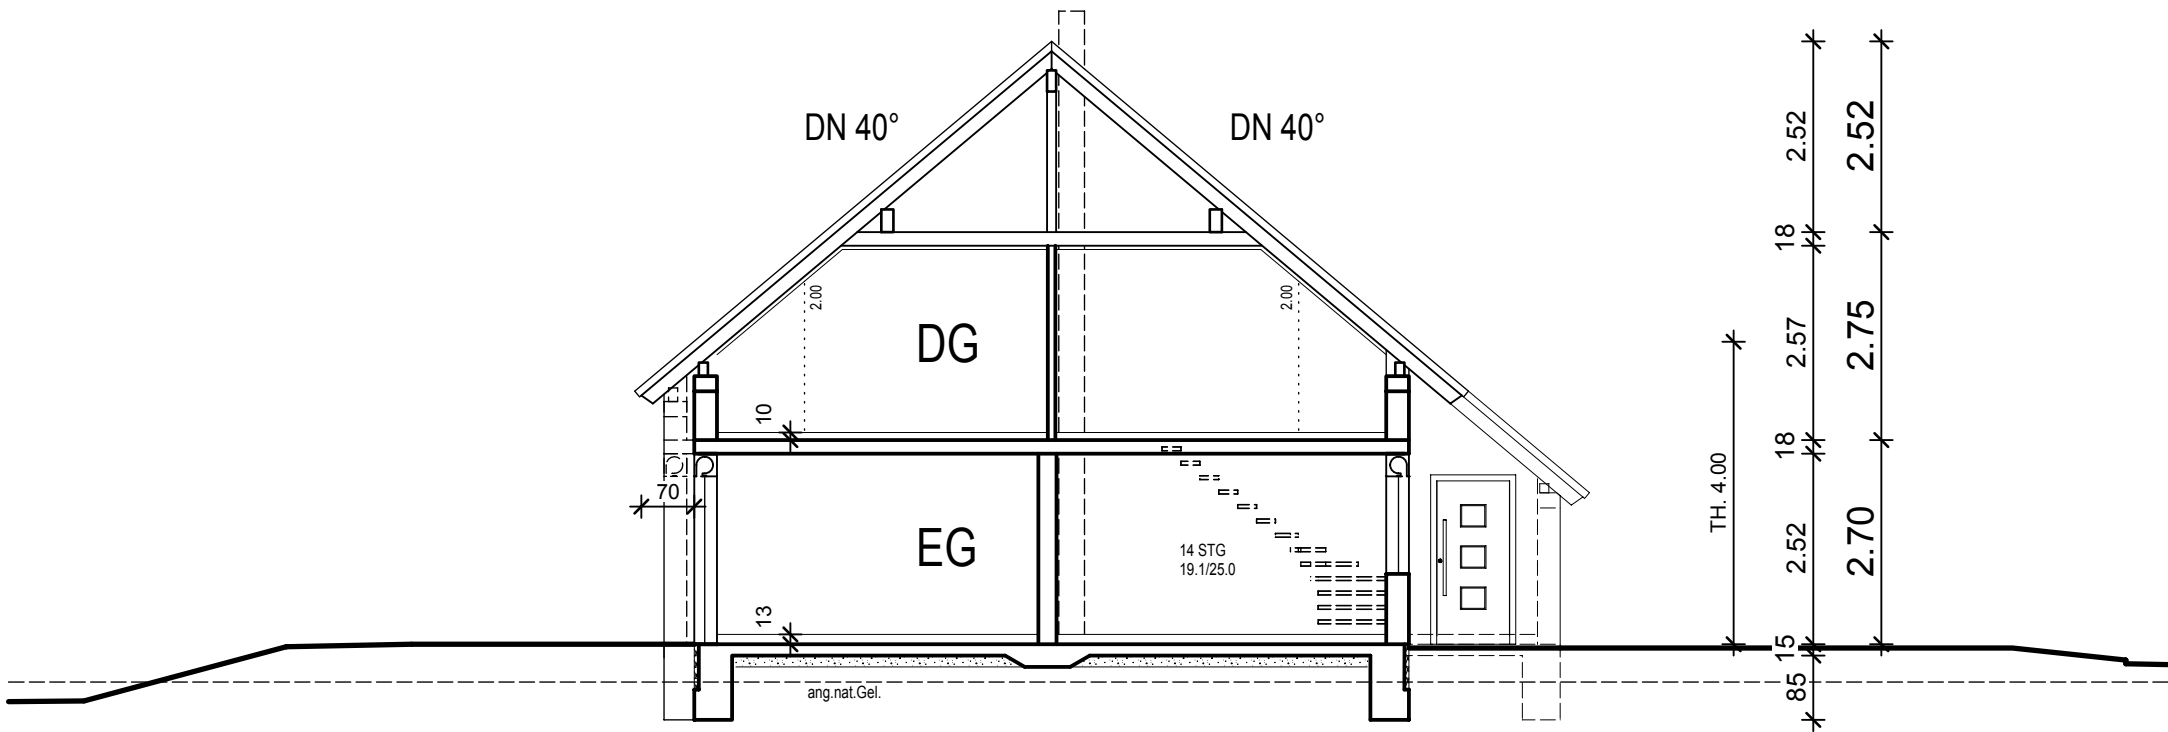 DN 40°
DN 40°
2.52
2.52
18
2.00
2.00
DG
2.57
2.75
10
18
TH. 4.00
70
EG
14 STG
19.1/25.0
2.52
2.70
13
15
85
ang.nat.Gel.